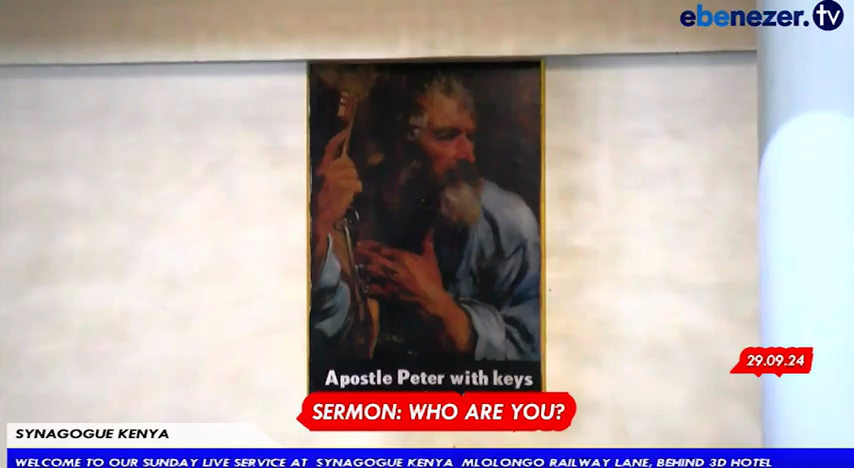 ebenezer.tv
Apostle Peter with keys
SERMON: WHO ARE YOU?
29.09.24
SYNAGOGUE KENYA
WELCOME TO OUR SUNDAY LIVE SERVICE AT SYNAGOGUE KENYA MLOLONGO RAILWAY LANE, BEHIND 3D HOTEL